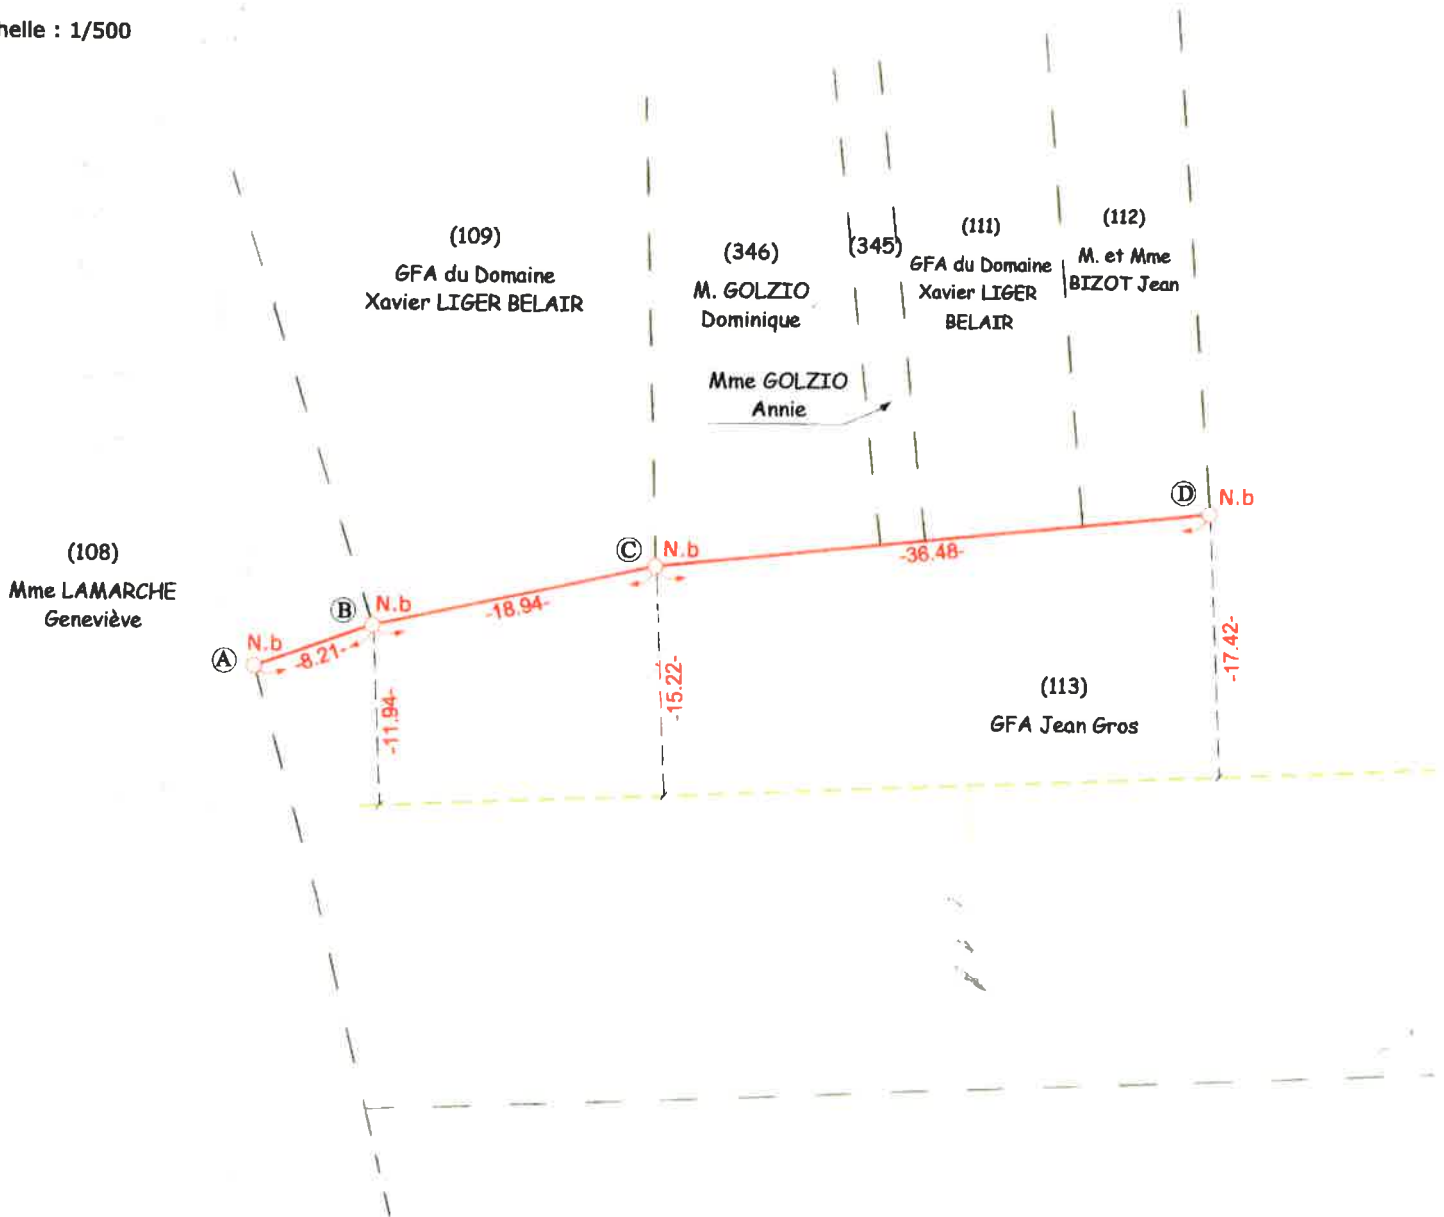 helle : 1/500
(109)
GFA du Domaine
Xavier LIGER BELAIR
(346)
M. GOLZIO
Dominique
(345)
Mme GOLZIO
Annie
(111)
GFA du Domaine
Xavier LIGER
BELAIR
(112)
M. et Mme
BIZOT Jean
(108)
Mme LAMARCHE
Geneviève
A
N.b
-8.21-
B
N.b
-18.94-
C
N.b
-36.48-
D
N.b
-11.94-
-15.22-
-17.42-
(113)
GFA Jean Gros